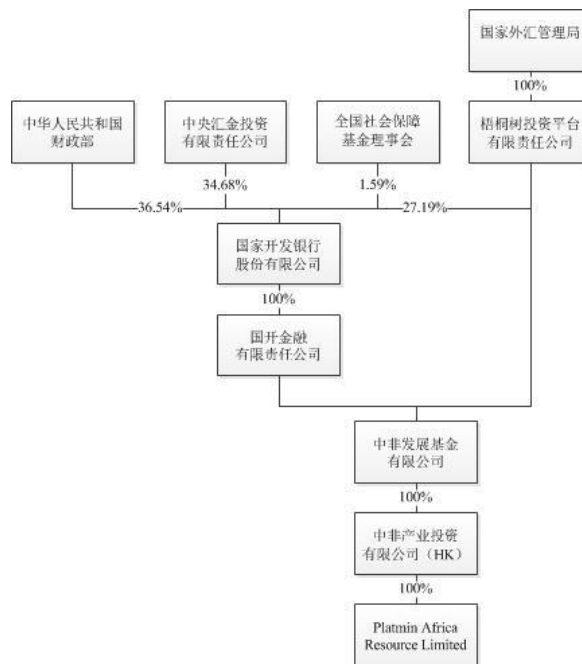 国家外汇管理局
100%
中华人民共和国
财政部
中央汇金投资
有限责任公司
全国社会保障
基金理事会
梧桐树投资平台
有限责任公司
34.68%
1.59%
36.54%
27.19%
国家开发银行
股份有限公司
100%
国开金融
有限责任公司
中非发展基金
有限公司
100%
中非产业投资
有限公司（HK）
100%
Platmin Africa
Resource Limited